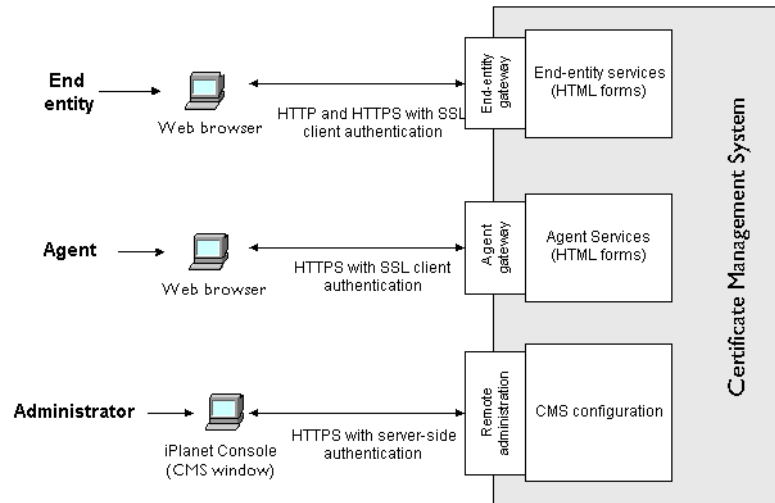 End
entity
Web browser
HTTP and HTTPS with SSL
client authentication
End-entity
gateway
End-entity services
(HTML forms)
Agent
Web browser
HTTPS with SSL client
authentication
Agent
gateway
Agent Services
(HTML forms)
Administrator
iPlanet Console
(CMS window)
HTTPS with server-side
authentication
Remote
administration
CMS configuration
Certificate Management System